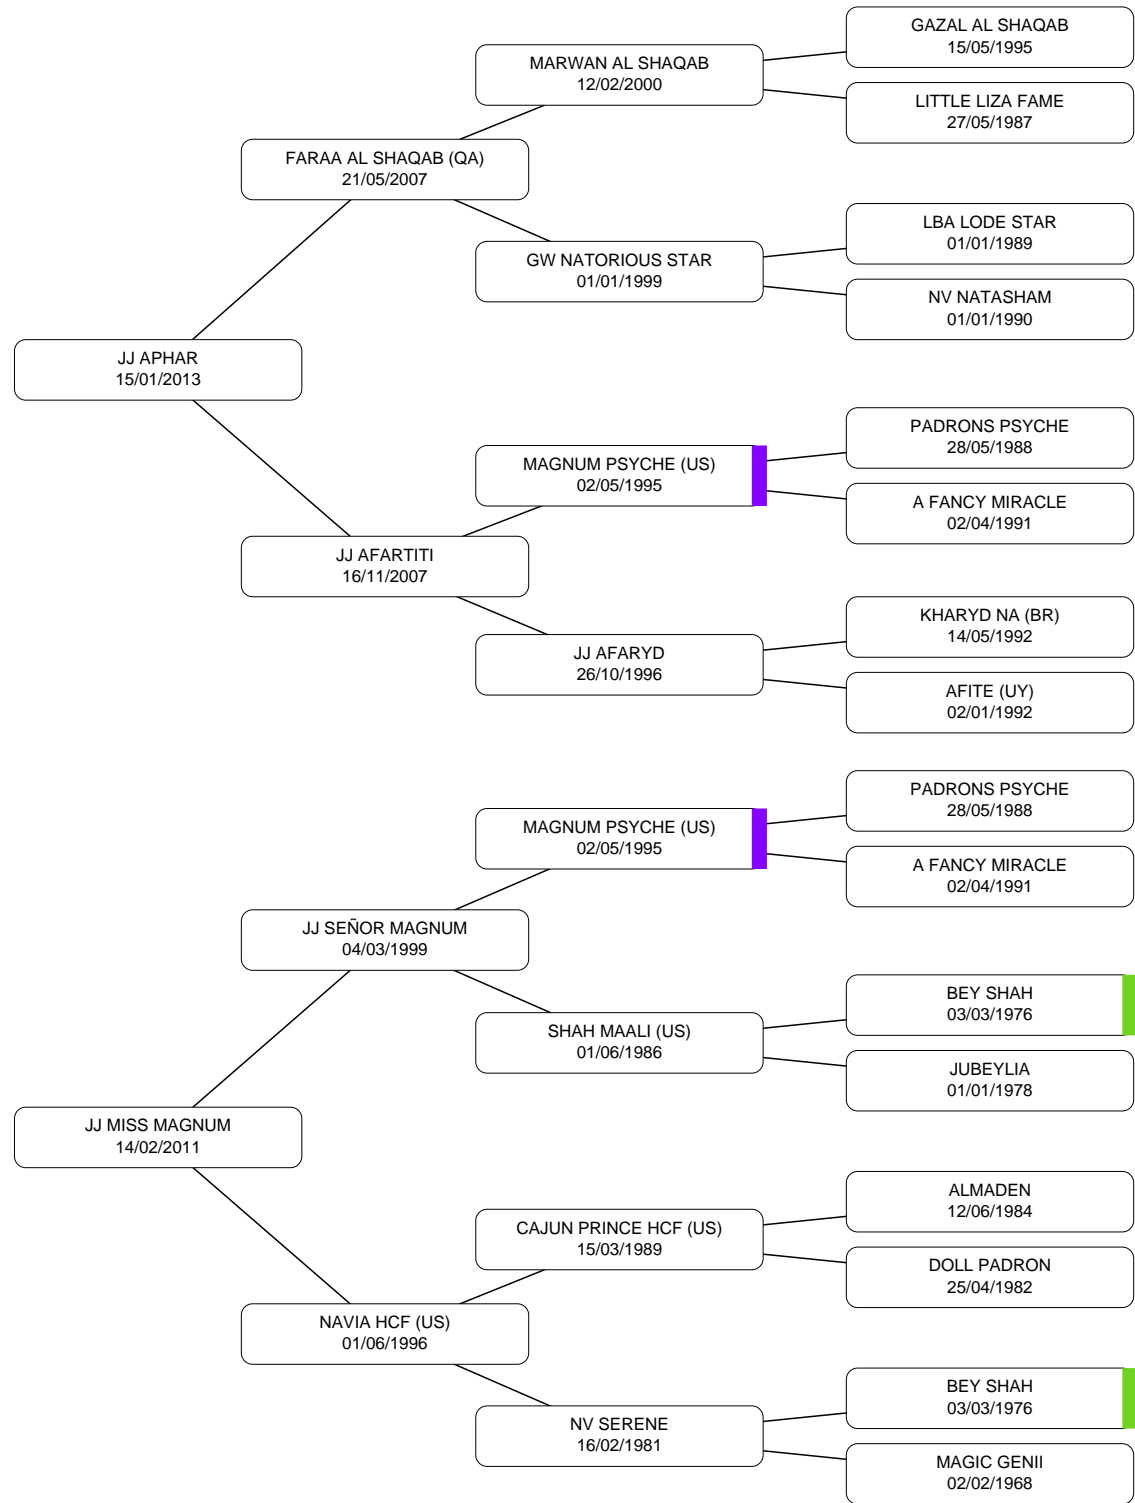 GAZAL AL SHAQAB
15/05/1995
MARWAN AL SHAQAB
12/02/2000
LITTLE LIZA FAME
27/05/1987
FARAA AL SHAQAB (QA)
21/05/2007
LBA LODE STAR
01/01/1989
GW NATORIOUS STAR
01/01/1999
NV NATASHAM
01/01/1990
JJ APHAR
15/01/2013
PADRONS PSYCHE
28/05/1988
MAGNUM PSYCHE (US)
02/05/1995
A FANCY MIRACLE
02/04/1991
JJ AFARTITI
16/11/2007
KHARYD NA (BR)
14/05/1992
JJ AFARYD
26/10/1996
AFITE (UY)
02/01/1992
PADRONS PSYCHE
28/05/1988
MAGNUM PSYCHE (US)
02/05/1995
A FANCY MIRACLE
02/04/1991
JJ SEÑOR MAGNUM
04/03/1999
BEY SHAH
03/03/1976
SHAH MAALI (US)
01/06/1986
JUBEYLIA
01/01/1978
JJ MISS MAGNUM
14/02/2011
ALMADEN
12/06/1984
CAJUN PRINCE HCF (US)
15/03/1989
DOLL PADRON
25/04/1982
NAVIA HCF (US)
01/06/1996
BEY SHAH
03/03/1976
NV SERENE
16/02/1981
MAGIC GENII
02/02/1968